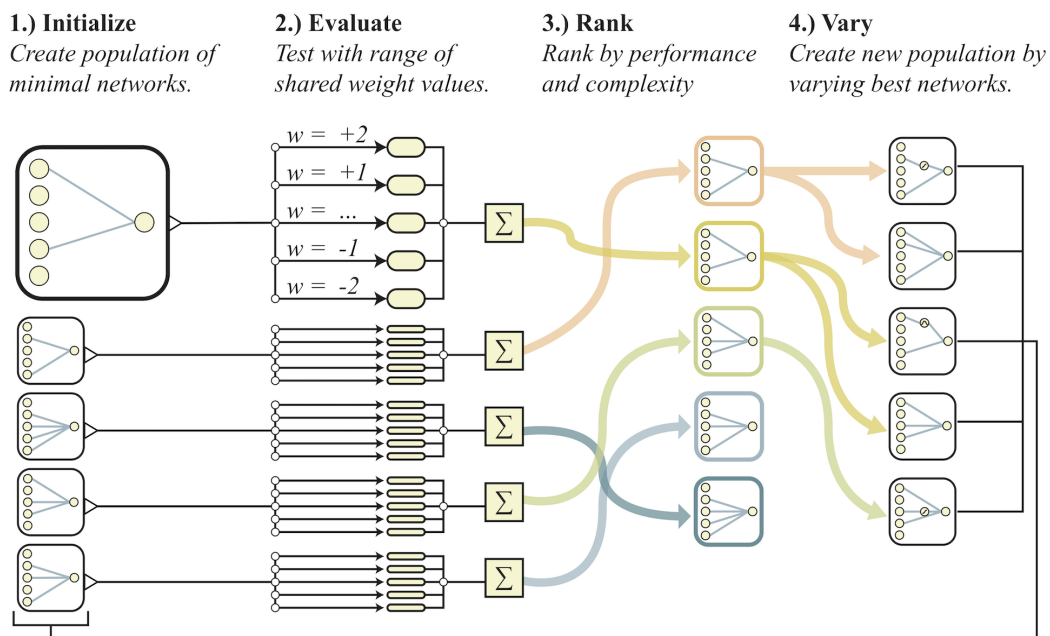 1.) Initialize
Create population of
minimal networks.
2.) Evaluate
Test with range of
shared weight values.
3.) Rank
Rank by performance
and complexity
4.) Vary
Create new population by
varying best networks.
w = +2
w = +1
w = ...
w = -1
w = -2
Σ
Σ
Σ
Σ
Σ